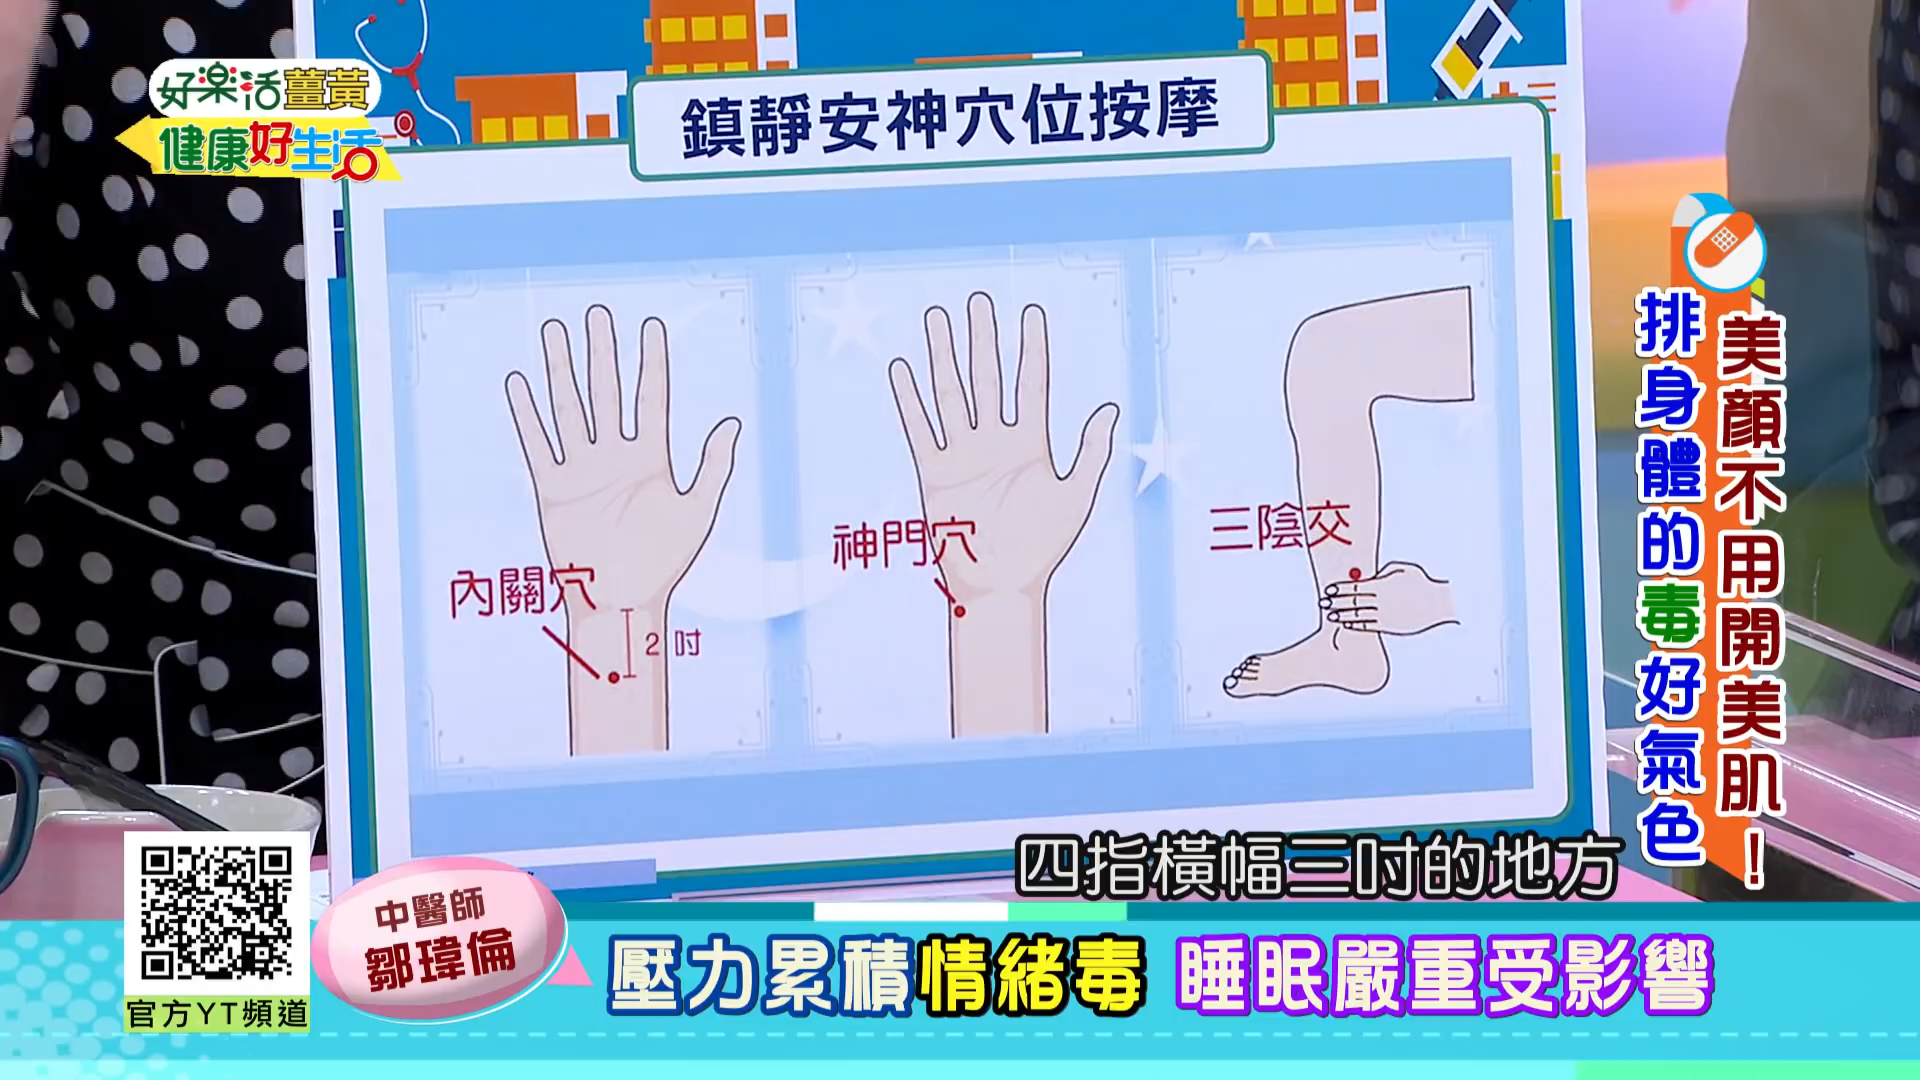 好樂活薑黃
健康好生活
鎮靜安神穴位按摩
內關穴
2 吋
神門穴
三陰交
美顏不用開美肌！
排身體的毒好氣色
四指橫幅三吋的地方
中醫師
鄒瑋倫
壓力累積情緒毒 睡眠嚴重受影響
官方YT頻道